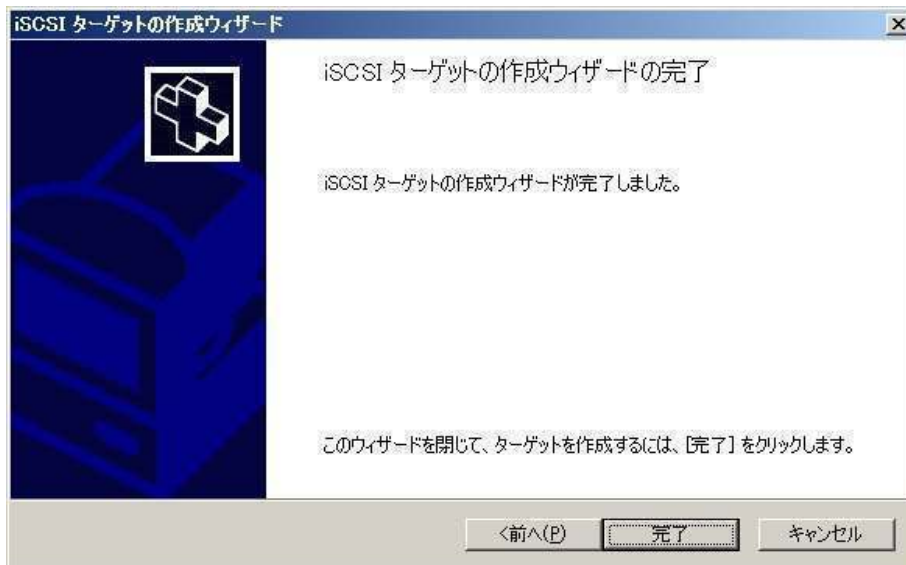 iSCSI ターゲットの作成ウィザード
iSCSI ターゲットの作成ウィザードの完了
iSCSI ターゲットの作成ウィザードが完了しました。
このウィザードを閉じて、ターゲットを作成するには、[完了] をクリックします。
<前へ(P)
完了
キャンセル